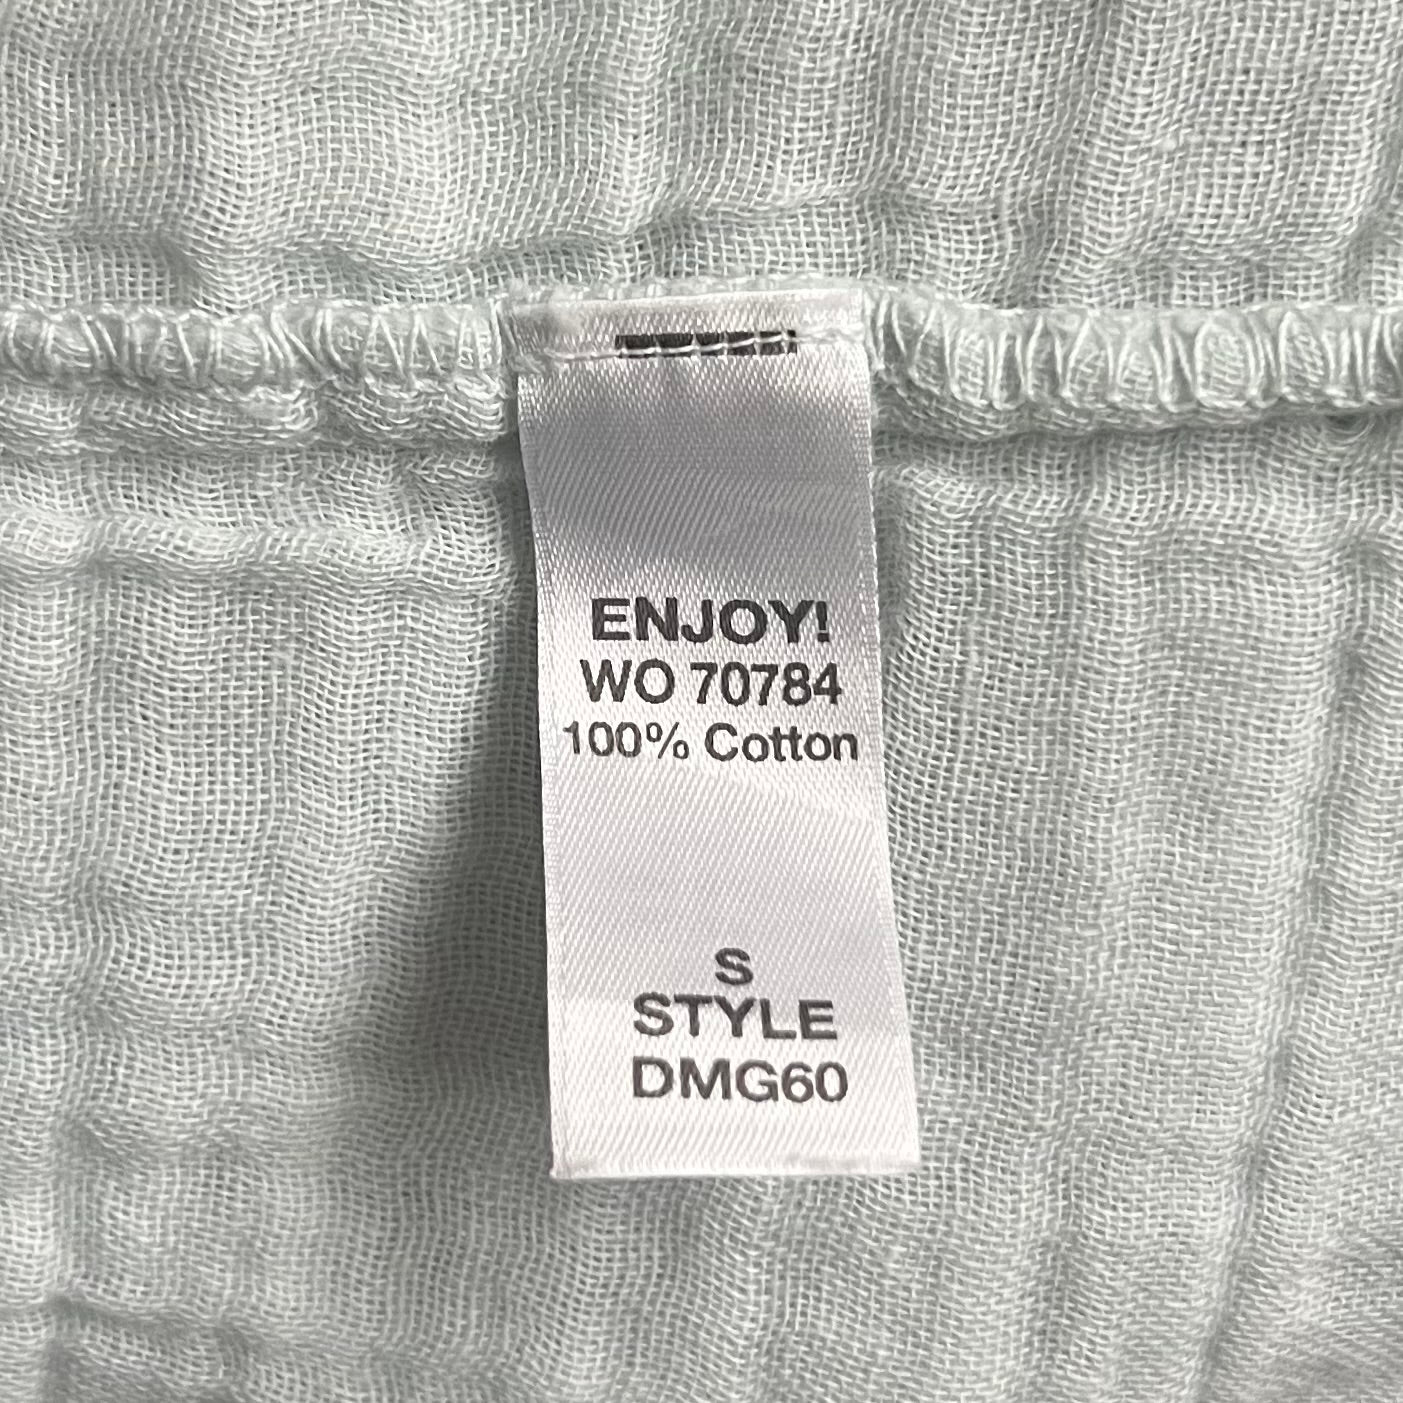 ENJOY!
WO 70784
100% Cotton
S
STYLE
DMG60